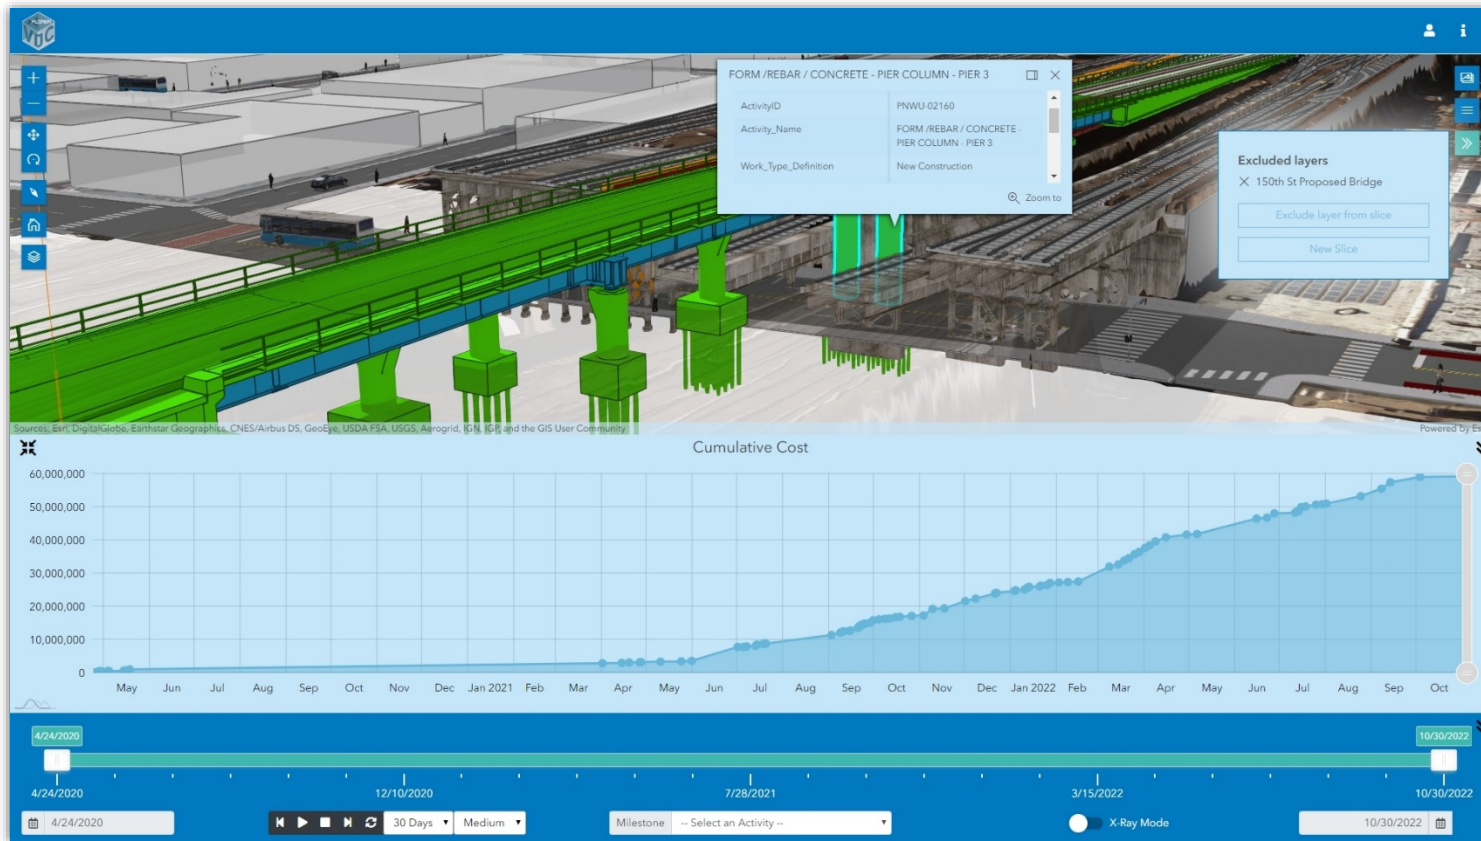 VDC
FORM /REBAR / CONCRETE - PIER COLUMN - PIER 3
ActivityID PNWU-02160
Activity_Name FORM /REBAR / CONCRETE -
PIER COLUMN - PIER 3
Work_Type_Definition New Construction
Zoom to
Excluded layers
150th St Proposed Bridge
Exclude layer from slice
New Slice
Sources: Esri, DigitalGlobe, Earthstar Geographics, CNES/Airbus DS, GeoEye, USDA FSA, USGS, Aerogrid, IGN, IGP, and the GIS User Community
Powered by Es
Cumulative Cost
60,000,000
50,000,000
40,000,000
30,000,000
20,000,000
10,000,000
0
May Jun Jul Aug Sep Oct Nov Dec Jan 2021 Feb Mar Apr May Jun Jul Aug Sep Oct Nov Dec Jan 2022 Feb Mar Apr May Jun Jul Aug Sep Oct
4/24/2020 10/30/2022
4/24/2020 12/10/2020 7/28/2021 3/15/2022 10/30/2022
4/24/2020 30 Days Medium Milestone -- Select an Activity -- X-Ray Mode 10/30/2022